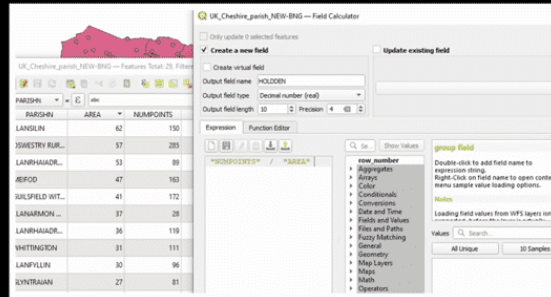 UK_Cheshire_parish_NEW-BNG — Field Calculator
Only update 0 selected features
Create a new field
Update existing field
Create virtual field
Output field name HOLDDEN
Output field type Decimal number (real)
Output field length 10 Precision 4
Expression Function Editor
Se... Show Values
"NUMPOINTS" / "AREA"
row_number
Aggregates
Arrays
Color
Conditionals
Conversions
Date and Time
Fields and Values
Files and Paths
Fuzzy Matching
General
Geometry
Map Layers
Maps
Math
Operators
group field
Double-click to add field name to
expression string.
Right-Click on field name to open conte
menu sample value loading options.
Notes
Loading field values from WFS layers isn
Values Search...
All Unique 10 Samples
UK_Cheshire_parish_NEW-BNG — Features Total: 29, Filtere
PARISHN = ε abc
PARISHN AREA NUMPOINTS
LANSILIN 62 150
OSWESTRY RUR... 57 285
LANRHAIADR... 53 89
MEIFOD 47 163
GUILSFIELD WIT... 41 172
LANARMON ... 37 28
LANRHAIADR... 36 119
WHITTINGTON 31 111
LANFYLLIN 30 96
GLYNTRAIAN 27 81